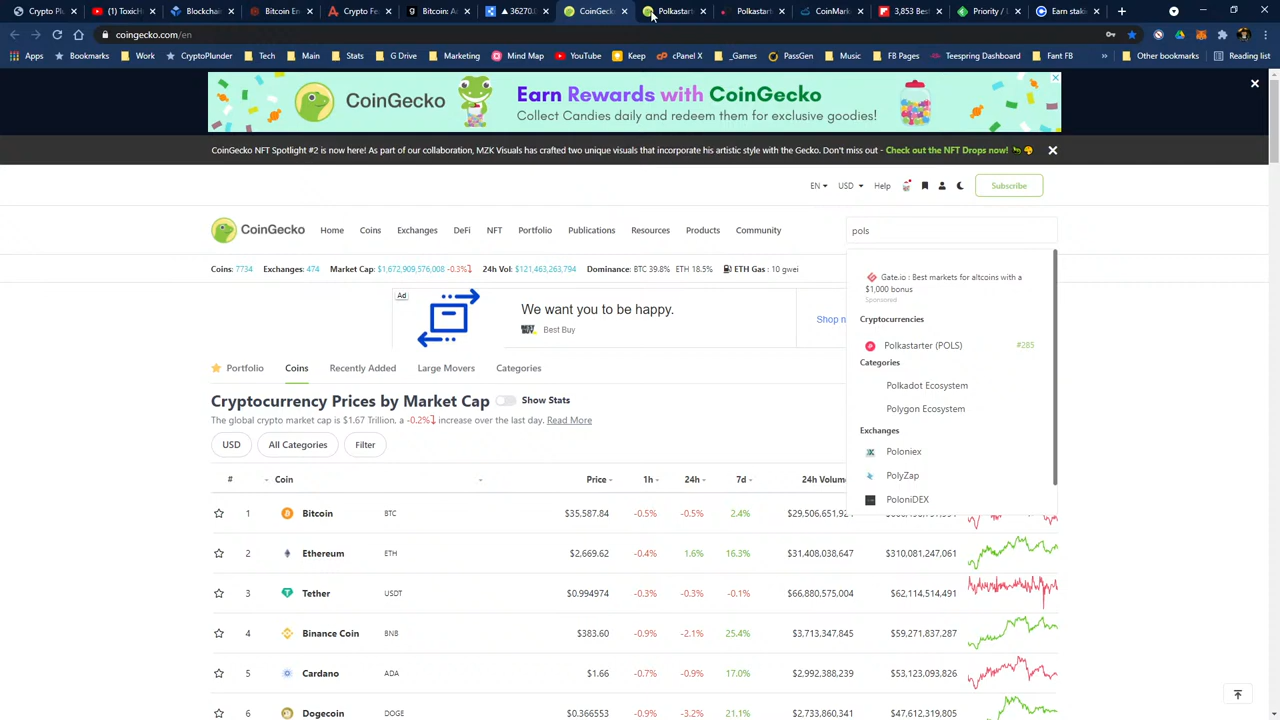 Crypto Pl
(1) ToxicH
Blockchai
Bitcoin E
Crypto Fe
Bitcoin: A
36270.
CoinGeck
Polkastar
Polkastar
CoinMar
3,853 Be
Priority /
Earn staki
coingecko.com/en
Apps
Bookmarks
Work
CryptoPlunder
Tech
Main
Stats
G Drive
Marketing
Mind Map
YouTube
Keep
cPanel X
_Games
PassGen
Music
FB Pages
Teespring Dashboard
Fant FB
Other bookmarks
Reading list
CoinGecko
Earn Rewards with CoinGecko
Collect Candies daily and redeem them for exclusive goodies!
CoinGecko NFT Spotlight #2 is now here! As part of our collaboration, MZK Visuals has crafted two unique visuals that incorporate his artistic style with the Gecko. Don't miss out - Check out the NFT Drops now!
EN
USD
Help
Subscribe
CoinGecko
Home
Coins
Exchanges
DeFi
NFT
Portfolio
Publications
Resources
Products
Community
pols
Coins: 7734
Exchanges: 474
Market Cap: $1,672,909,576,008 -0.3%
24h Vol: $121,463,263,794
Dominance: BTC 39.8% ETH 18.5%
ETH Gas: 10 gwei
Gate.io : Best markets for altcoins with a
$1,000 bonus
Sponsored
Cryptocurrencies
Polkastarter (POLS)
#285
Categories
Polkadot Ecosystem
Polygon Ecosystem
Exchanges
Poloniex
PolyZap
PoloniDEX
Ad
We want you to be happy.
BEST BUY
Best Buy
Shop n
Portfolio
Coins
Recently Added
Large Movers
Categories
Cryptocurrency Prices by Market Cap
Show Stats
The global crypto market cap is $1.67 Trillion, a -0.2% increase over the last day. Read More
USD
All Categories
Filter
# Coin Price 1h 24h 7d 24h Volum
1 Bitcoin BTC $35,587.84 -0.5% -0.5% 2.4% $29,506,651,92
2 Ethereum ETH $2,669.62 -0.4% 1.6% 16.3% $31,408,038,647 $310,081,247,061
3 Tether USDT $0.994974 -0.3% -0.3% -0.1% $66,880,575,004 $62,114,514,491
4 Binance Coin BNB $383.60 -0.9% -2.1% 25.4% $3,713,347,845 $59,271,837,287
5 Cardano ADA $1.66 -0.7% -0.9% 17.0% $2,992,388,239 $53,123,093,826
6 Dogecoin DOGE $0.366553 -0.9% -3.2% 21.1% $2,733,860,341 $47,612,319,805